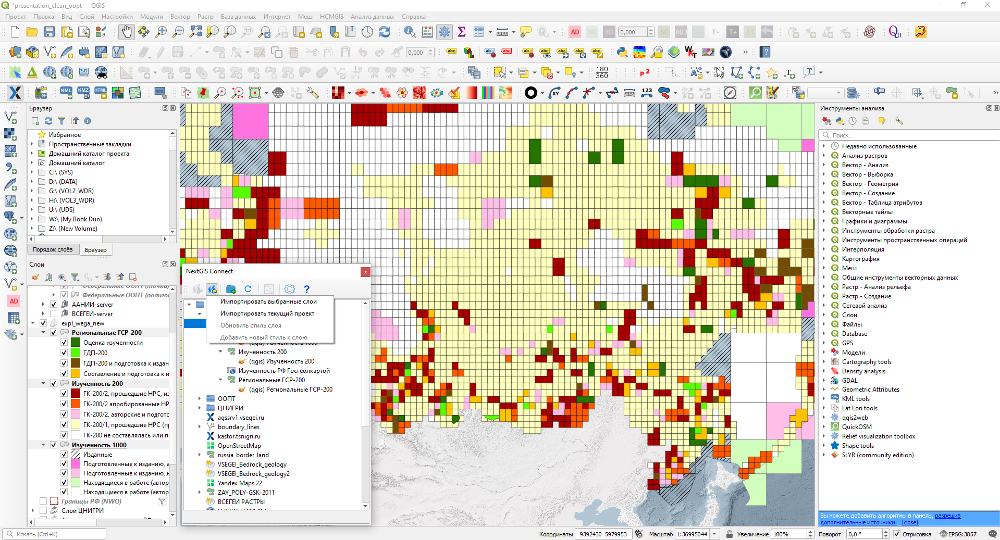 *presentation_clean_oopt — QGIS
Проект Правка Вид Слой Настройки Модули Вектор Растр База данных Интернет Меш HCMGIS Анализ данных Справка
AD MO RO 0,000 SC ADJ T- T+
0,000 abc abc abc abc abc abc abc abc WKT »
2.0 180 360 P2 T T
KML KMZ HTML GML X,Y XY 123 »
Браузер
Избранное
Пространственные закладки
Домашний каталог проекта
Домашний каталог
C:\ (SYS)
D:\ (DATA)
G:\ (VOL2_WDR)
H:\ (VOL3_WDR)
U:\ (UDS)
W:\ (My Book Duo)
Z:\ (New Volume)
Порядок слоёв Браузер
Слои
AD
Федеральные ООПТ (точки)
Федеральные ООПТ (полиго
ААНИИ-server
ВСЕГЕИ-server
expl_wega_new
Региональные ГСР-200
Оценка изученности
ГДП-200
ГДП-200 и подготовка к издан
Составление и подготовка к и
Изученность 200
ГК-200/2, прошедшие НРС, из
ГК-200/2 апробированные НР
ГК-200/2, авторские и подгото
ГК-200/1, прошедшие НРС (п
ГК-200 не составлялась или п
Изученность 1000
Изданные
Подготовленные к изданию, а
Подготовленные к изданию, н
Находящиеся в работе (автор
Находящиеся в работе (автор
Границы РФ (NWO)
Слои ЦНИГРИ
NextGIS Connect
x
?
Импортировать выбранные слои
Импортировать текущий проект
Обновить стиль слоя
Добавить новый стиль к слою
(qgis) Изученность 1000
Изученность 200
(qgis) Изученность 200
Изученность РФ Госгеолкартой
Региональные ГСР-200
(qgis) Региональные ГСР-200
ООПТ
ЦНИГРИ
agssrv1.vsegei.ru
boundary_lines
kastor.tsnigri.ru
OpenStreetMap
russia_border_land
VSEGEI_Bedrock_geology
VSEGEI_Bedrock_geology2
Yandex Maps 22
ZAY_POLY-GSK-2011
ВСЕГЕИ РАСТРЫ
Инструменты анализа
Поиск...
Недавно использованные
Анализ растров
Вектор - Анализ
Вектор - Выборка
Вектор - Геометрия
Вектор - Создание
Вектор - Таблица атрибутов
Векторные тайлы
Графики и диаграммы
Инструменты обработки растра
Инструменты пространственных операций
Интерполяция
Картография
Меш
Общие инструменты векторных данных
Растр - Анализ рельефа
Растр - Создание
Сетевой анализ
Слои
Файлы
Database
GPS
Модели
Cartography tools
Density analysis
GDAL
Geometric Attributes
KML tools
Lat Lon tools
qgis2web
QuickOSM
Relief visualization toolbox
Shape tools
SLYR (community edition)
Вы можете добавить алгоритмы в панель, разрешив
дополнительные источники. [close]
Искать (Ctrl+K) Координаты 9392430 5979953 Масштаб 1:36995044 Увеличение 100% Поворот 0,0 ° Отрисовка EPSG:3857